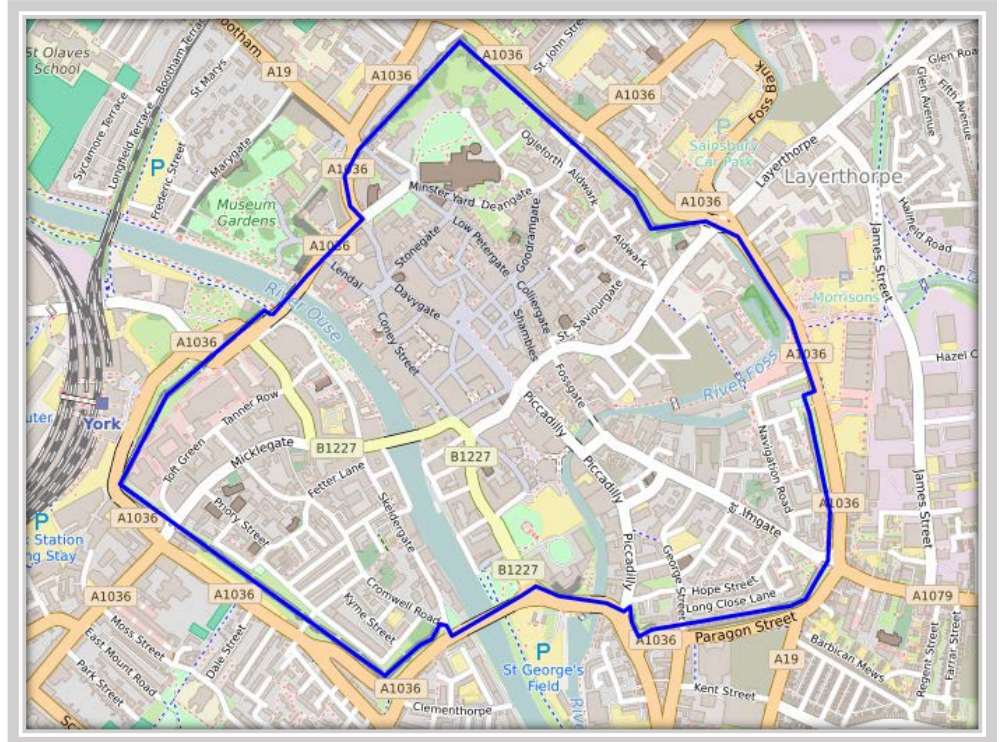 St Olaves
School
Bootham Terrace
Bootham
A19
A1036
St Marys
St. John Street
A1036
Foss Bank
Glen Road
Glen Avenue
Fifth Avenue
Sycamore Terrace
Longfield Terrace
P
Frederic Street
Marygate
A1036
Ogleforth
Aldwark
P
Sainsbury
Car Park
Layerthorpe
Layerthorpe
Museum
Gardens
Minster Yard
Deangate
Goodramgate
A1036
James Street
Hallfield Road
A1036
Lendal
Stonegate
Low Petergate
Aldwark
Davygate
Colliergate
St. Saviourgate
P
Morrisons
River Ouse
Coney Street
Shambles
A1036
Fossgate
River Foss
A1036
Hazel C
York
Tanner Row
Piccadilly
Toft Green
Micklegate
B1227
B1227
Navigation Road
Piccadilly
Fetter Lane
Priory Street
Skeldergate
P
Station
ng Stay
A1036
A1036
James Street
B1227
Piccadilly
George Street
Hope Street
Long Close Lane
A1036
A1036
Cromwell Road
Kyme Street
A1079
A1036
Paragon Street
Moss Street
East Mount Road
Park Street
Dale Street
P
St George's
Field
A19
Barbican Mews
Regent Street
Farrar Street
A1036
Clementhorpe
Kent Street